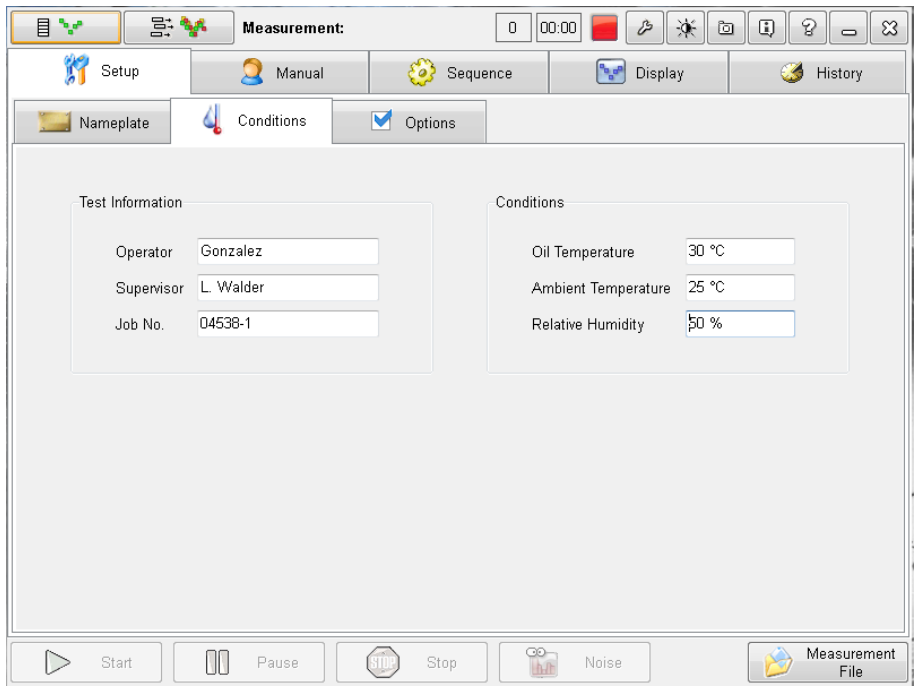 Measurement: 0 00:00
Setup Manual Sequence Display History
Nameplate Conditions Options
Test Information
Operator Gonzalez
Supervisor L. Walder
Job No. 04538-1
Conditions
Oil Temperature 30 °C
Ambient Temperature 25 °C
Relative Humidity 50 %
Start Pause STOP Stop Noise Measurement
File